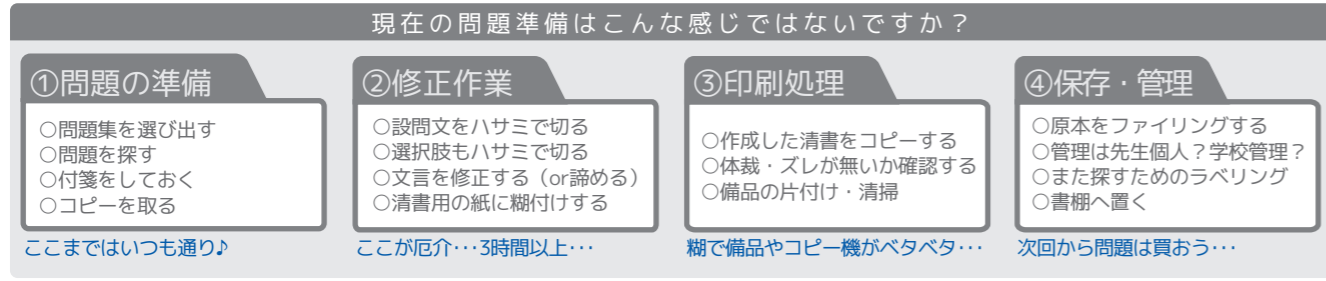 現在の問題準備はこんな感じではないですか？
①問題の準備
○問題集を選び出す
○問題を探す
○付箋をしておく
○コピーを取る
ここまではいつも通り♪
②修正作業
○設問文をハサミで切る
○選択肢もハサミで切る
○文言を修正する（or諦める）
○清書用の紙に糊付けする
ここが厄介･･･3時間以上･･･
③印刷処理
○作成した清書をコピーする
○体裁・ズレが無いか確認する
○備品の片付け・清掃
糊で備品やコピー機がベタベタ･･･
④保存・管理
○原本をファイリングする
○管理は先生個人？学校管理？
○また探すためのラベリング
○書棚へ置く
次回から問題は買おう･･･